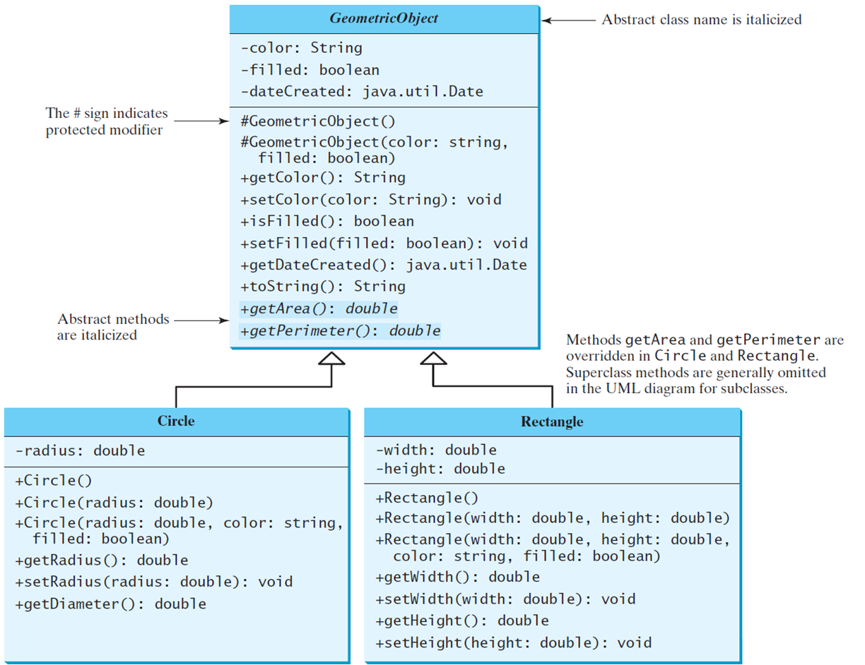 GeometricObject
Abstract class name is italicized
-color: String
-filled: boolean
-dateCreated: java.util.Date
The # sign indicates
protected modifier
#GeometricObject()
#GeometricObject(color: string,
filled: boolean)
+getColor(): String
+setColor(color: String): void
+isFilled(): boolean
+setFilled(filled: boolean): void
+getDateCreated(): java.util.Date
+toString(): String
+getArea(): double
+getPerimeter(): double
Abstract methods
are italicized
Methods getArea and getPerimeter are
overridden in Circle and Rectangle.
Superclass methods are generally omitted
in the UML diagram for subclasses.
Circle
-radius: double
+Circle()
+Circle(radius: double)
+Circle(radius: double, color: string,
filled: boolean)
+getRadius(): double
+setRadius(radius: double): void
+getDiameter(): double
Rectangle
-width: double
-height: double
+Rectangle()
+Rectangle(width: double, height: double)
+Rectangle(width: double, height: double,
color: string, filled: boolean)
+getWidth(): double
+setWidth(width: double): void
+getHeight(): double
+setHeight(height: double): void